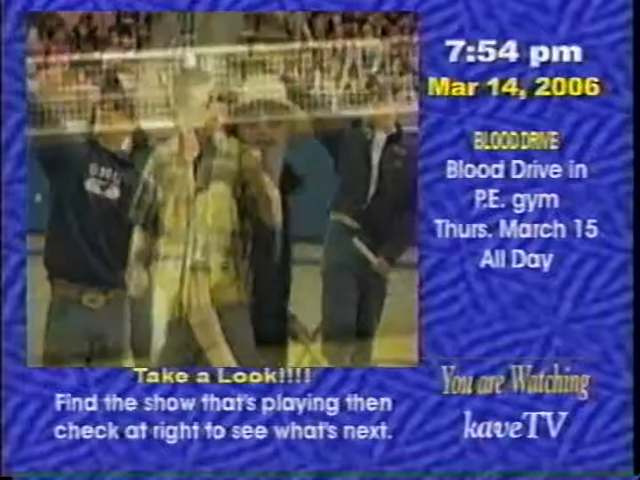 7:54 pm
Mar 14, 2006
BLOOD DRIVE
Blood Drive in
P.E. gym
Thurs. March 15
All Day
Take a Look!!!!
Find the show that's playing then
check at right to see what's next.
You are Watching
kaveTV